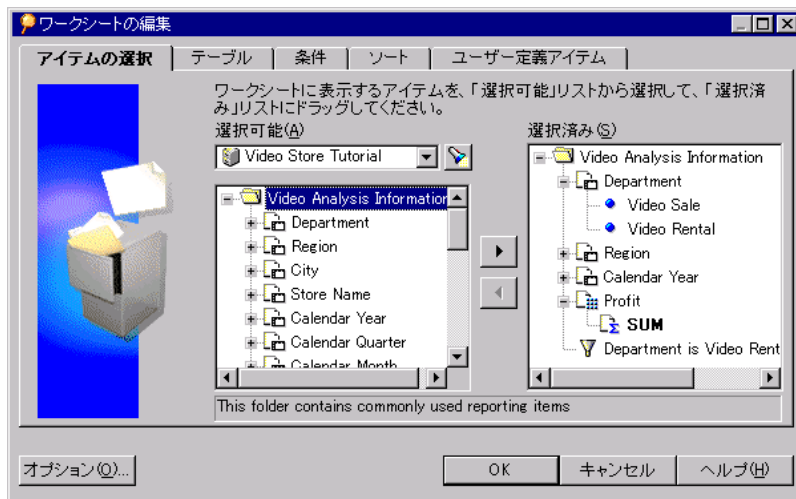 ワークシートの編集
アイテムの選択 テーブル 条件 ソート ユーザー定義アイテム
ワークシートに表示するアイテムを、「選択可能」リストから選択して、「選択済
み」リストにドラッグしてください。
選択可能(A)
Video Store Tutorial
Video Analysis Information
Department
Region
City
Store Name
Calendar Year
Calendar Quarter
Calendar Month
選択済み(S)
Video Analysis Information
Department
Video Sale
Video Rental
Region
Calendar Year
Profit
SUM
Department is Video Rent
This folder contains commonly used reporting items
オプション(O)... OK キャンセル ヘルプ(H)